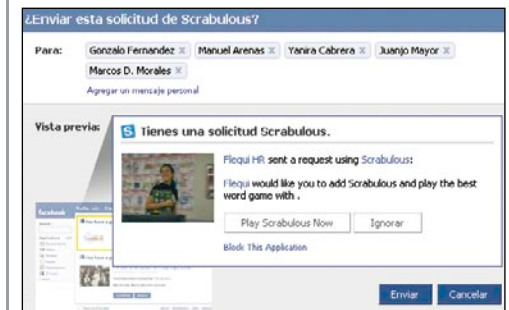 ¿Enviar esta solicitud de Scrabulous?
Para: Gonzalo Fernandez x Manuel Arenas x Yanira Cabrera x Juanjo Mayor x
Marcos D. Morales x
Agregar un mensaje personal
Vista previa:
Tienes una solicitud Scrabulous.
Flequi HR sent a request using Scrabulous:
Flequi would like you to add Scrabulous and play the best
word game with .
Play Scrabulous Now Ignorar
Block This Application
facebook
Enviar Cancelar